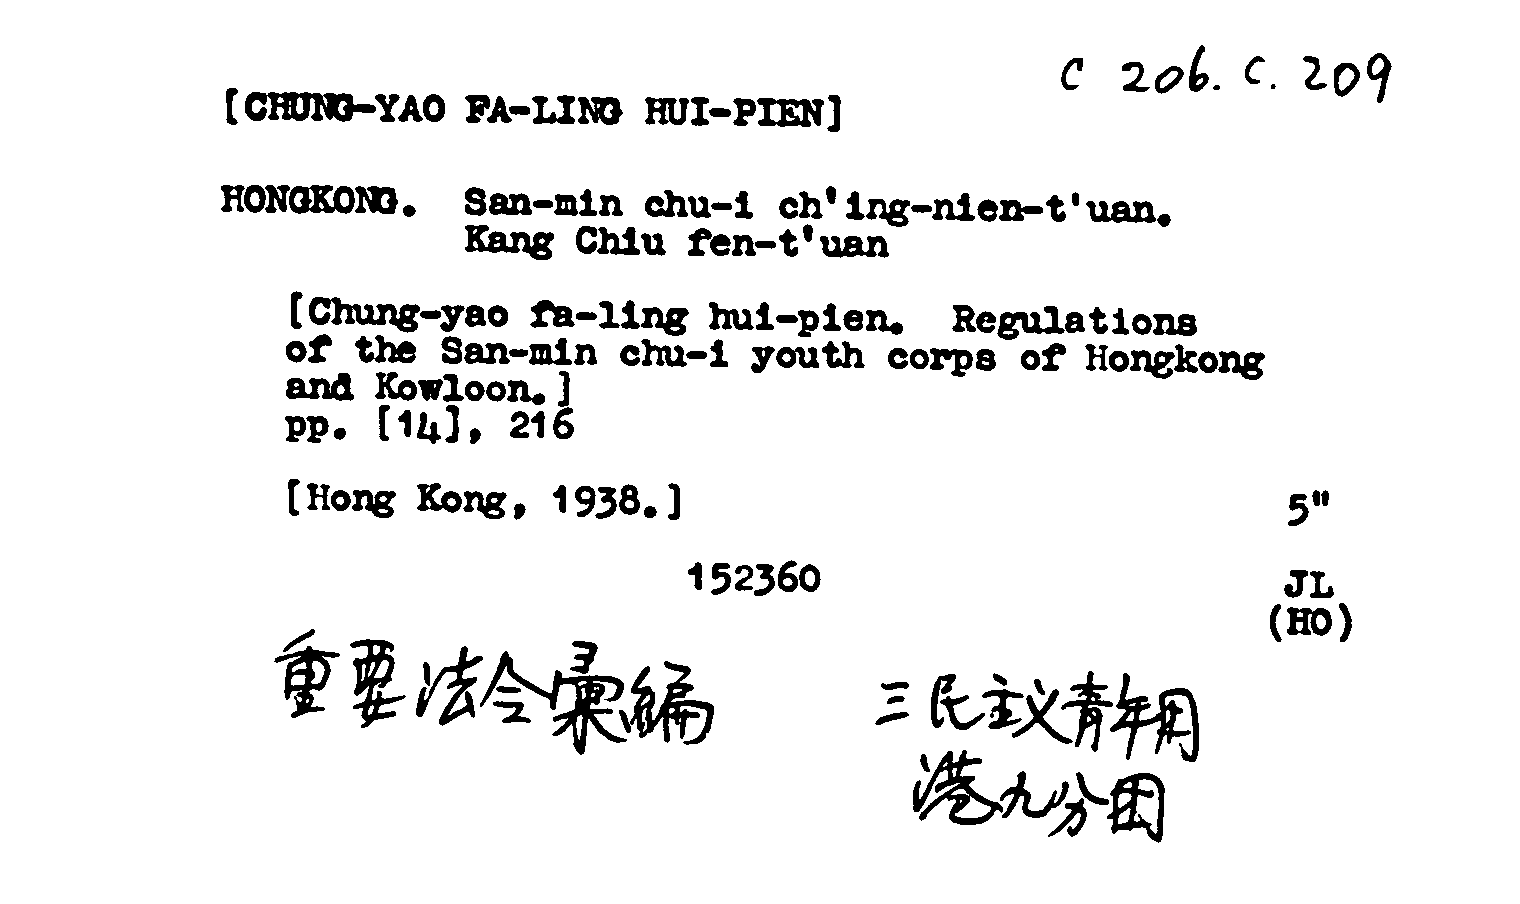 C 206. C. 209
[CHUNG-YAO FA-LING HUI-PIEN]
HONGKONG. San-min chu-i ch'ing-nien-t'uan.
Kang Chiu fen-t'uan
[Chung-yao fa-ling hui-pien. Regulations
of the San-min chu-i youth corps of Hongkong
and Kowloon.]
pp. [14], 216
[Hong Kong, 1938.]
5"
152360
JL
(HO)
重要法令彙編
三民主义青年团
港九分团